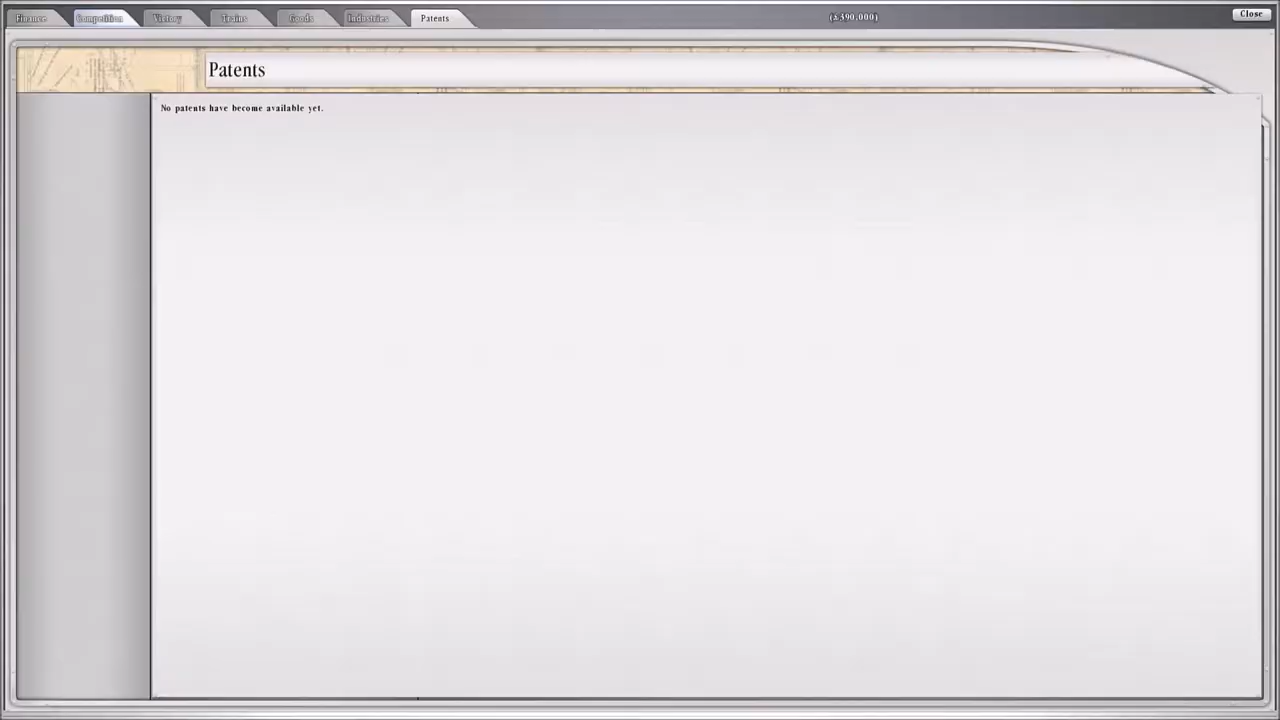 Finance
Competition
Victory
Trains
Goods
Industries
Patents
(£390,000)
Close
Patents
No patents have become available yet.